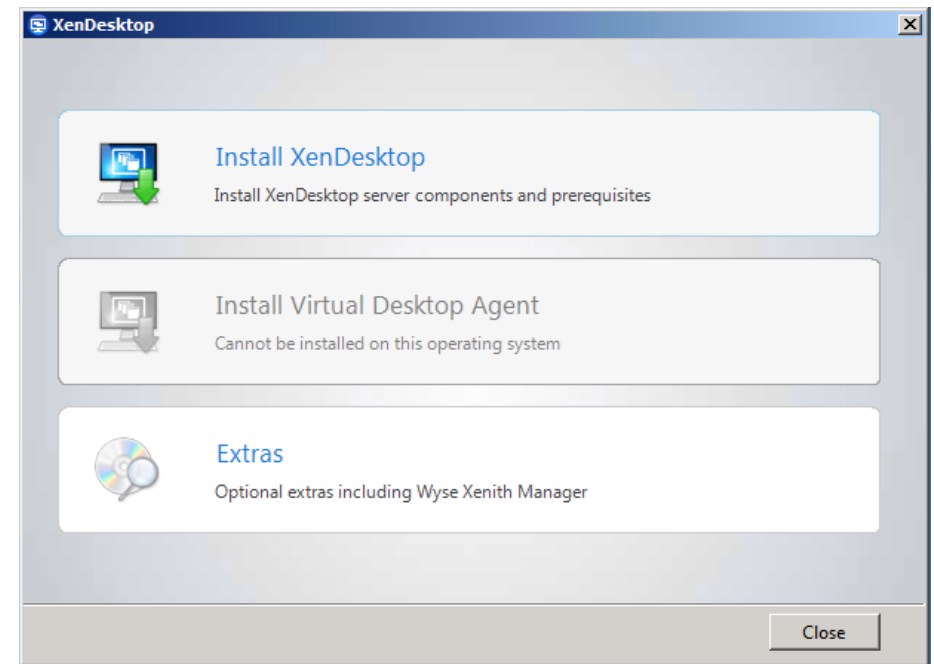 XenDesktop
Install XenDesktop
Install XenDesktop server components and prerequisites
Install Virtual Desktop Agent
Cannot be installed on this operating system
Extras
Optional extras including Wyse Xenith Manager
Close